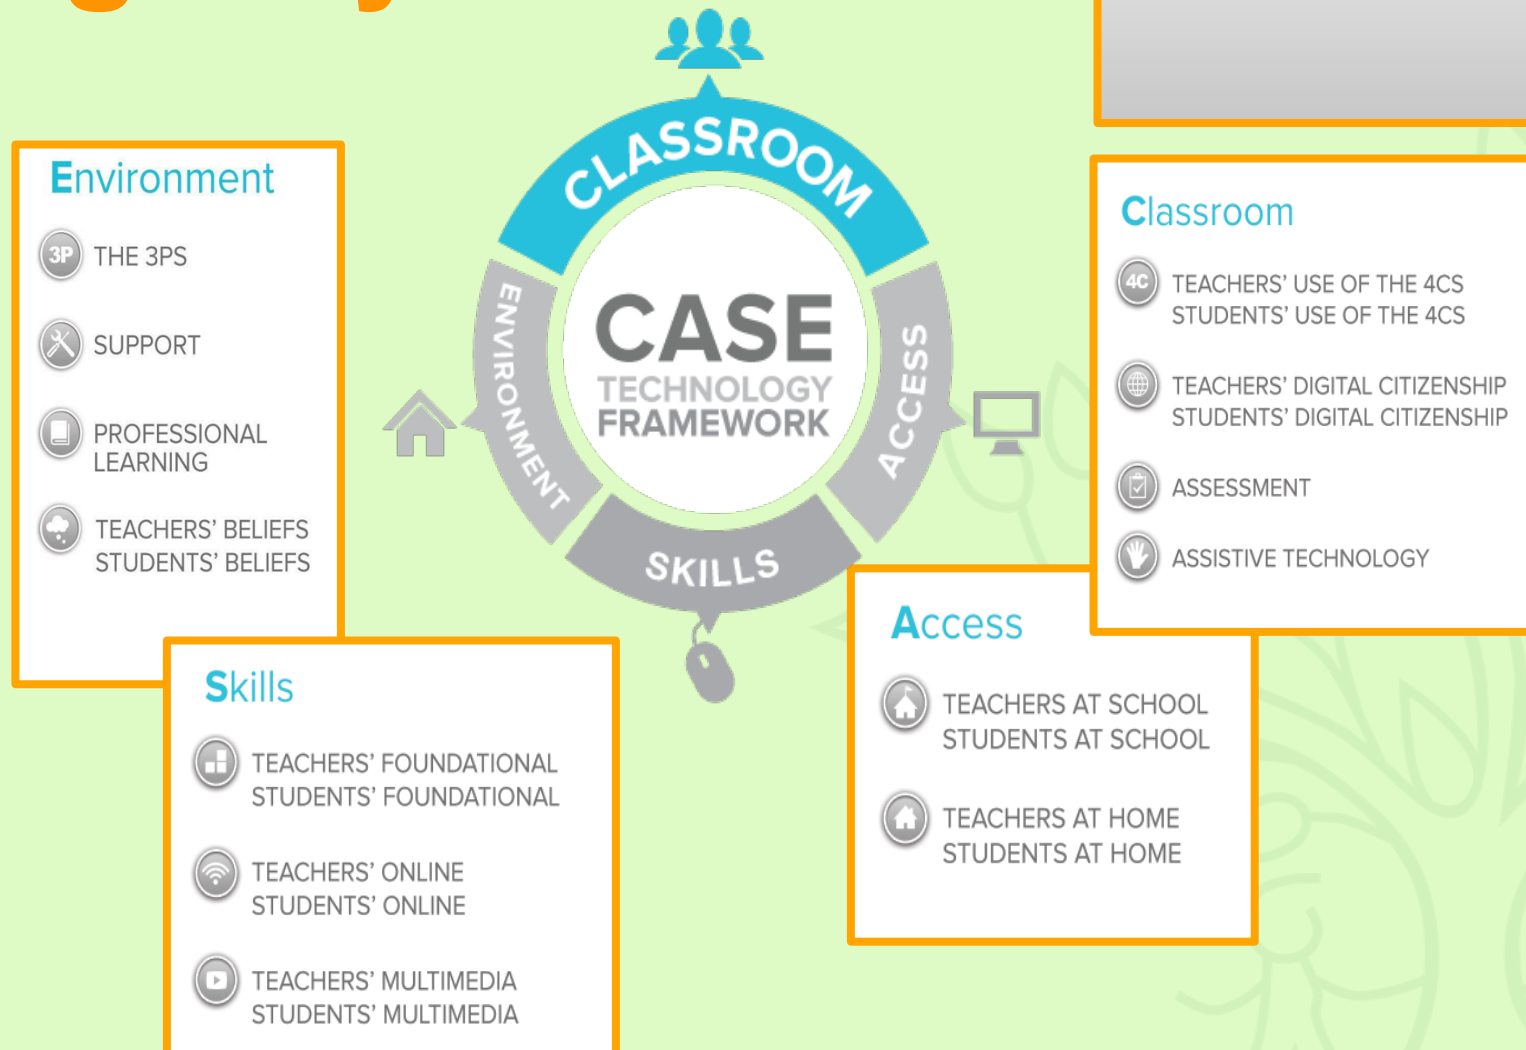 CLASSROOM
ENVIRONMENT
ACCESS
SKILLS
CASE
TECHNOLOGY
FRAMEWORK
Environment
3P THE 3PS
SUPPORT
PROFESSIONAL
LEARNING
TEACHERS' BELIEFS
STUDENTS' BELIEFS
Classroom
4C TEACHERS' USE OF THE 4CS
STUDENTS' USE OF THE 4CS
TEACHERS' DIGITAL CITIZENSHIP
STUDENTS' DIGITAL CITIZENSHIP
ASSESSMENT
ASSISTIVE TECHNOLOGY
Skills
TEACHERS' FOUNDATIONAL
STUDENTS' FOUNDATIONAL
TEACHERS' ONLINE
STUDENTS' ONLINE
TEACHERS' MULTIMEDIA
STUDENTS' MULTIMEDIA
Access
TEACHERS AT SCHOOL
STUDENTS AT SCHOOL
TEACHERS AT HOME
STUDENTS AT HOME